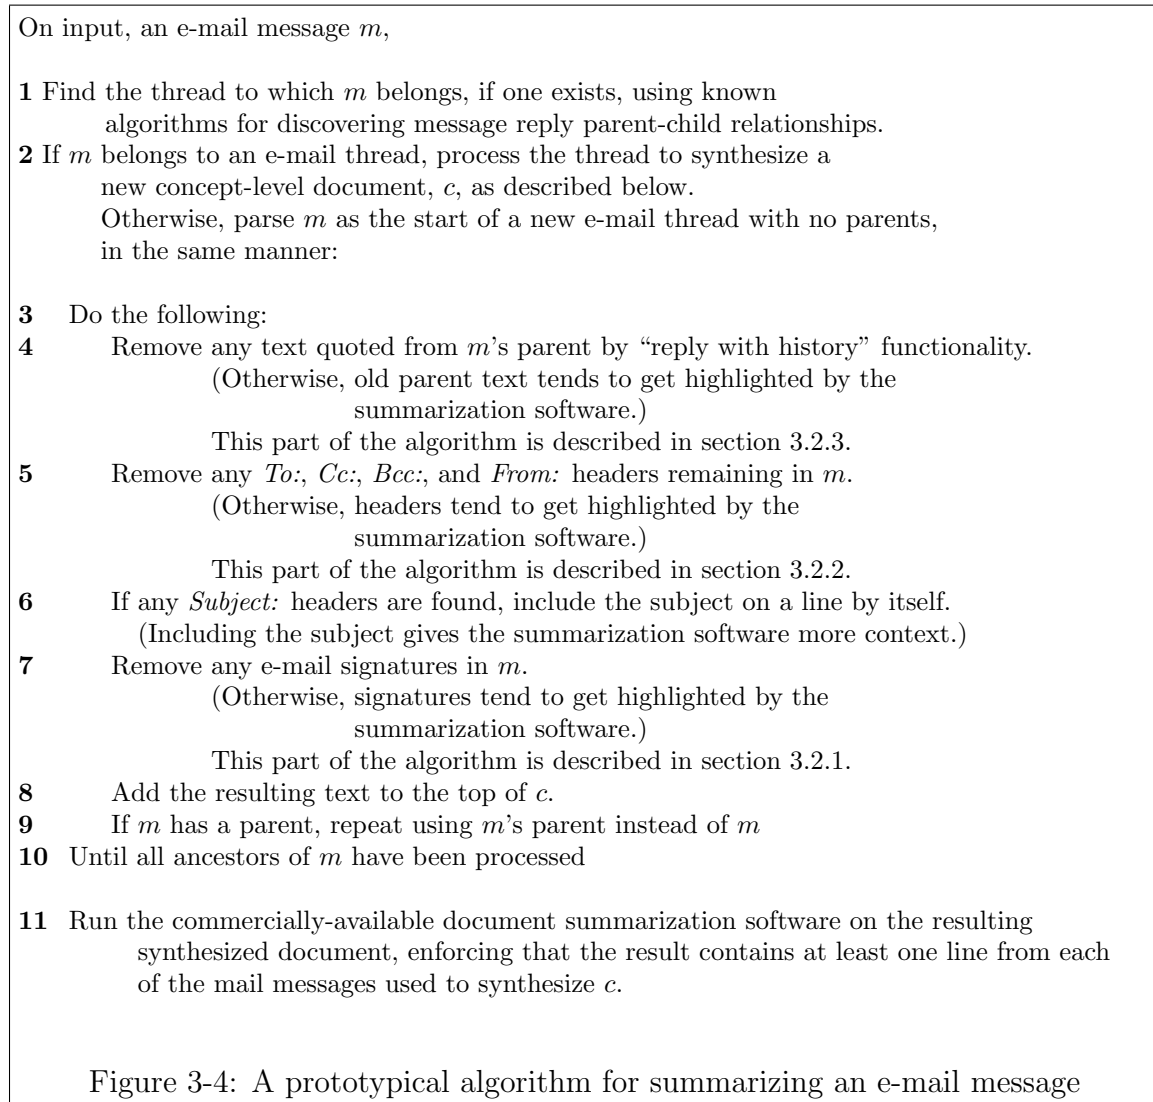 On input, an e-mail message m,
1 Find the thread to which m belongs, if one exists, using known
algorithms for discovering message reply parent-child relationships.
2 If m belongs to an e-mail thread, process the thread to synthesize a
new concept-level document, c, as described below.
Otherwise, parse m as the start of a new e-mail thread with no parents,
in the same manner:
3 Do the following:
4 Remove any text quoted from m's parent by “reply with history” functionality.
(Otherwise, old parent text tends to get highlighted by the
summarization software.)
This part of the algorithm is described in section 3.2.3.
5 Remove any To:, Cc:, Bcc:, and From: headers remaining in m.
(Otherwise, headers tend to get highlighted by the
summarization software.)
This part of the algorithm is described in section 3.2.2.
6 If any Subject: headers are found, include the subject on a line by itself.
(Including the subject gives the summarization software more context.)
7 Remove any e-mail signatures in m.
(Otherwise, signatures tend to get highlighted by the
summarization software.)
This part of the algorithm is described in section 3.2.1.
8 Add the resulting text to the top of c.
9 If m has a parent, repeat using m's parent instead of m
10 Until all ancestors of m have been processed
11 Run the commercially-available document summarization software on the resulting
synthesized document, enforcing that the result contains at least one line from each
of the mail messages used to synthesize c.
Figure 3-4: A prototypical algorithm for summarizing an e-mail message